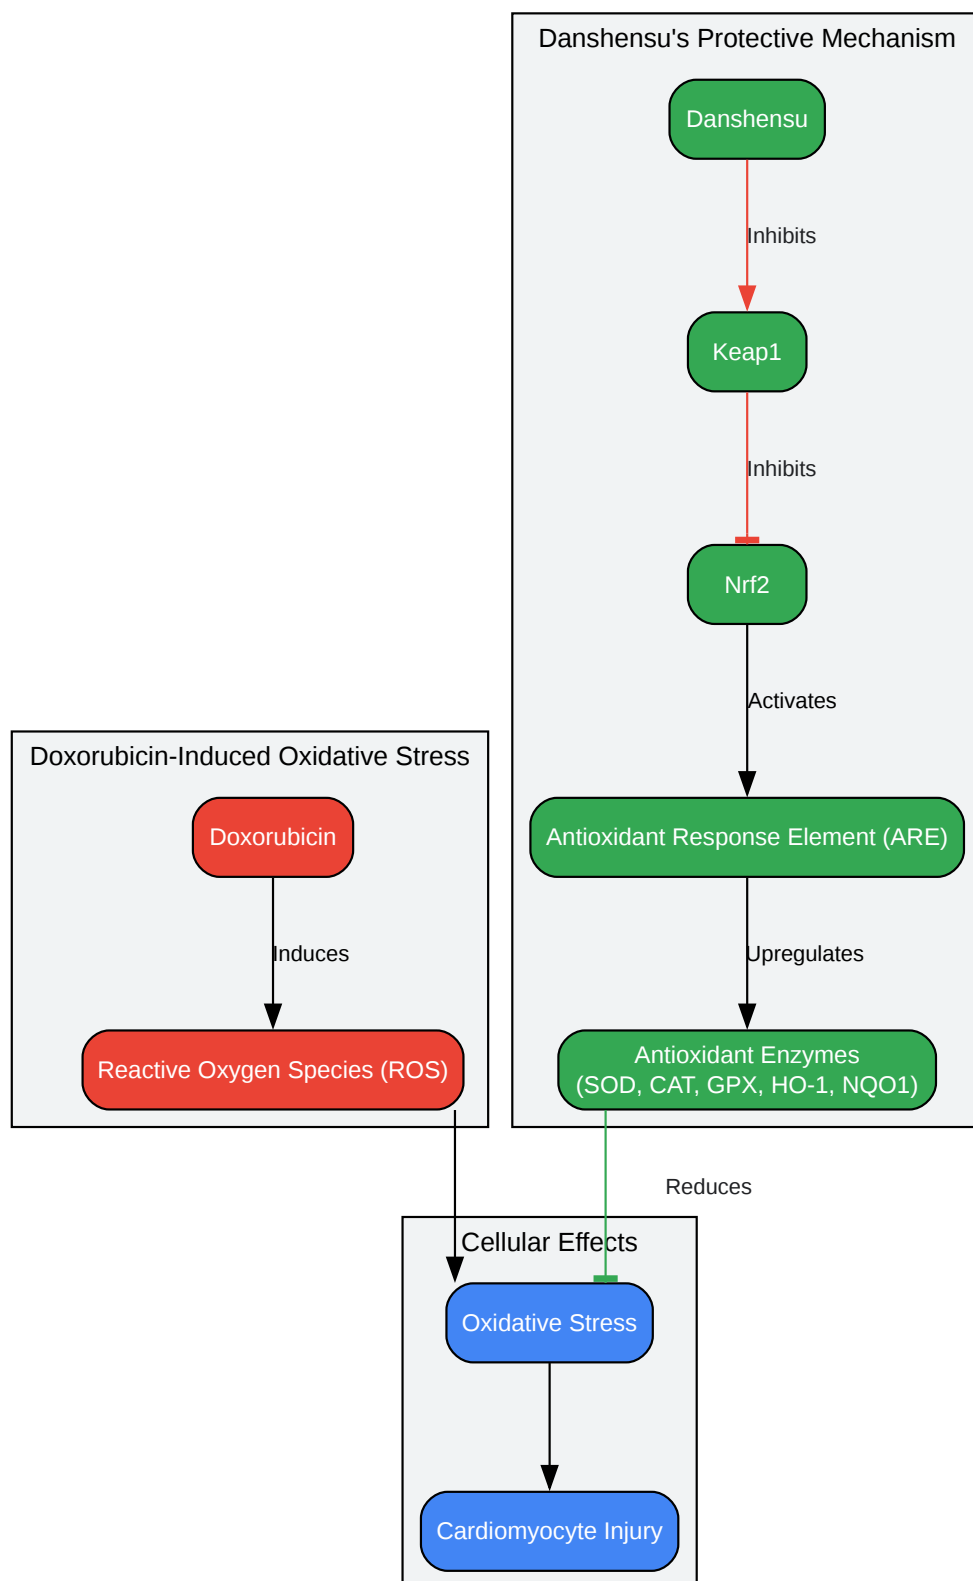 Danshensu's Protective Mechanism
Danshensu
Inhibits
Keap1
Inhibits
Nrf2
Activates
Antioxidant Response Element (ARE)
Upregulates
Antioxidant Enzymes
(SOD, CAT, GPX, HO-1, NQO1)
Doxorubicin-Induced Oxidative Stress
Doxorubicin
Induces
Reactive Oxygen Species (ROS)
Reduces
Cellular Effects
Oxidative Stress
Cardiomyocyte Injury